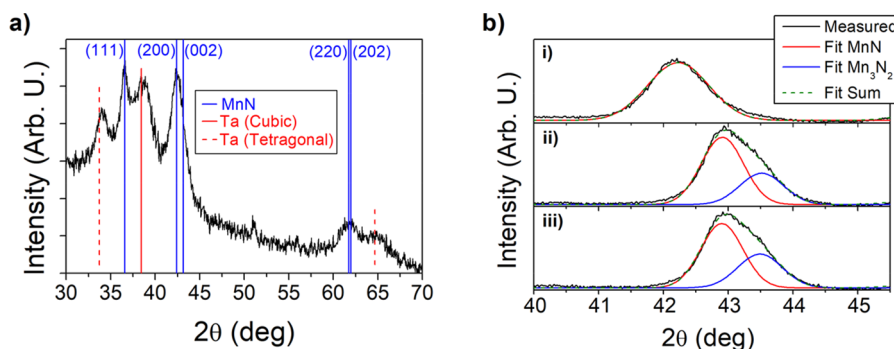 a)
(111)
(200)
(002)
(220)
(202)
MnN
Ta (Cubic)
Ta (Tetragonal)
Intensity (Arb. U.)
30 35 40 45 50 55 60 65 70
2θ (deg)
b)
Measured
Fit MnN
Fit Mn₃N₂
Fit Sum
i)
ii)
iii)
Intensity (Arb. U.)
40 41 42 43 44 45
2θ (deg)